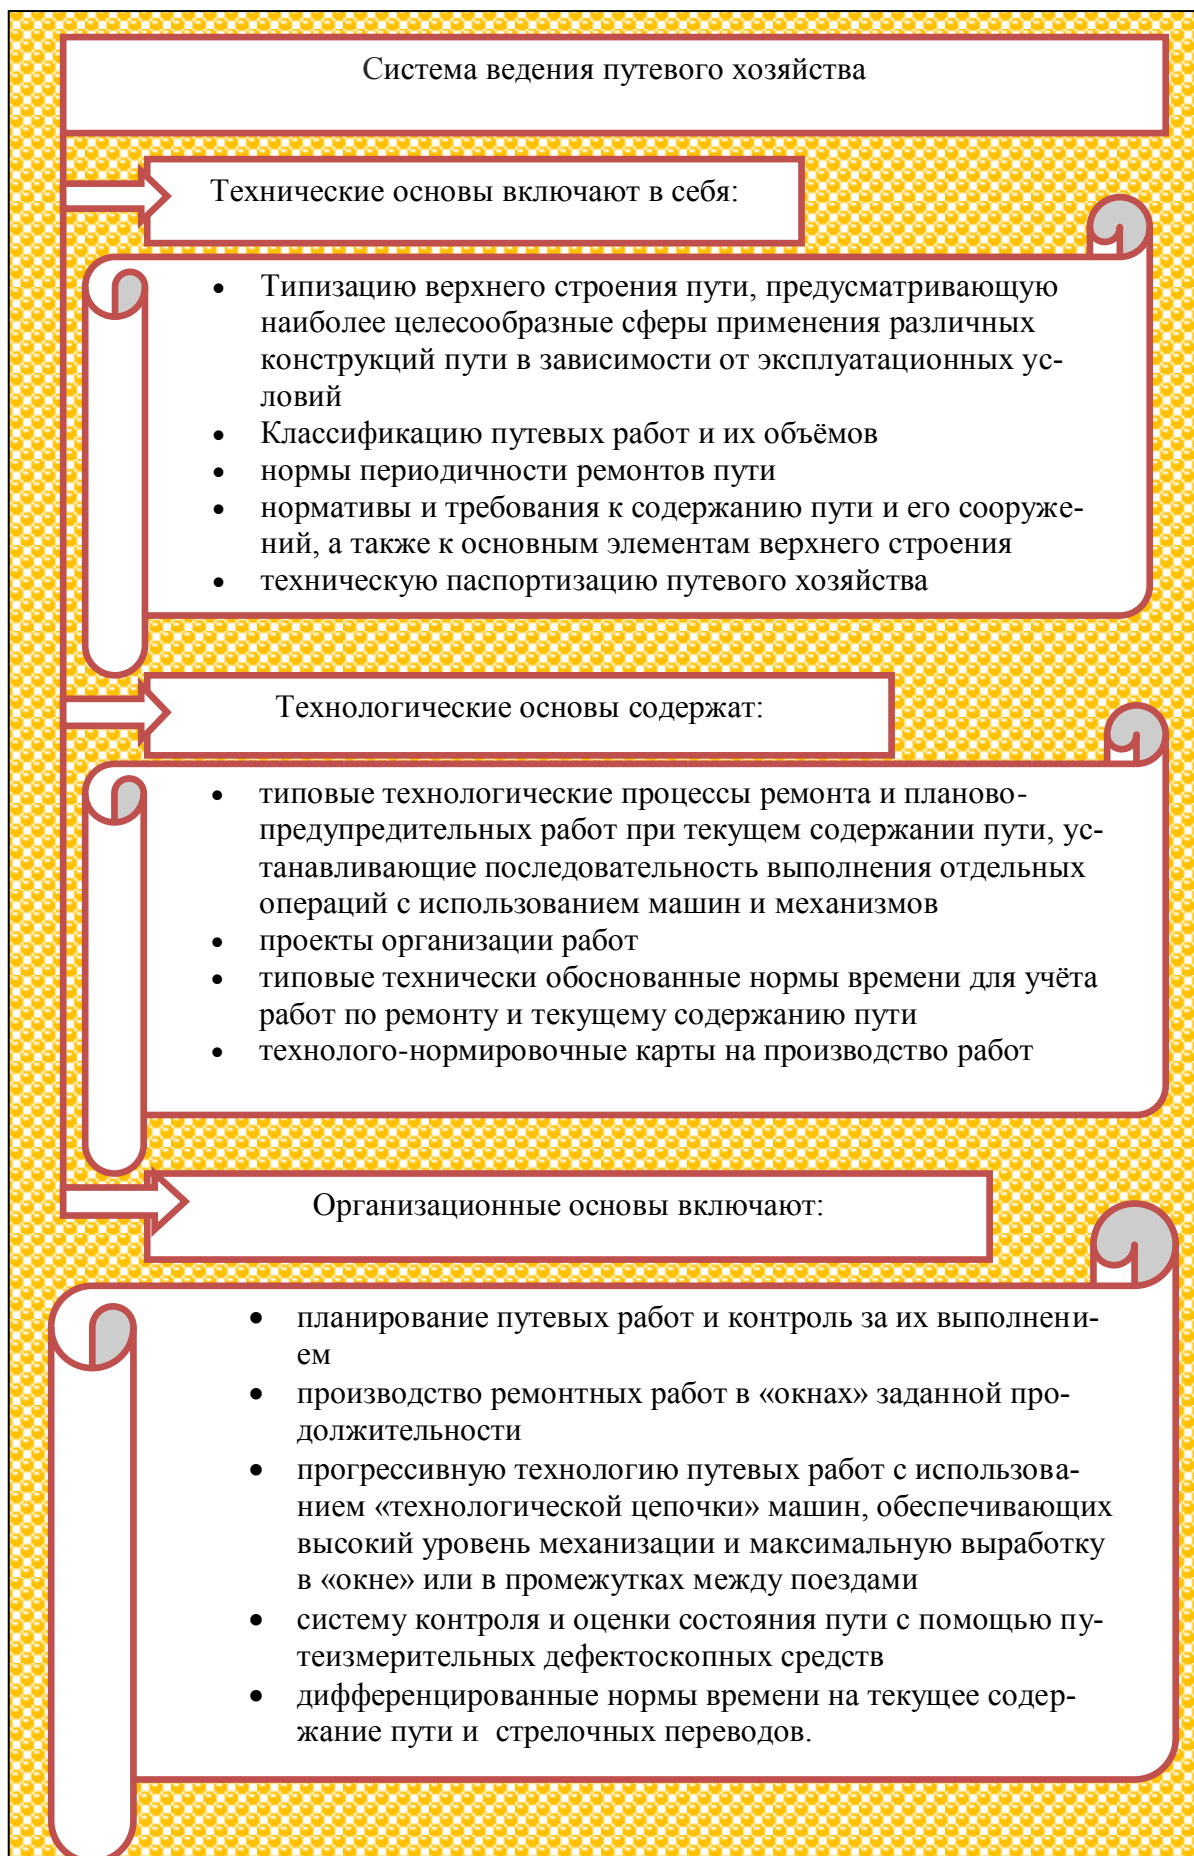 Система ведения путевого хозяйства
Технические основы включают в себя:
• Типизацию верхнего строения пути, предусматривающую
наиболее целесообразные сферы применения различных
конструкций пути в зависимости от эксплуатационных ус-
ловий
• Классификацию путевых работ и их объёмов
• нормы периодичности ремонтов пути
• нормативы и требования к содержанию пути и его сооруже-
ний, а также к основным элементам верхнего строения
• техническую паспортизацию путевого хозяйства
Технологические основы содержат:
• типовые технологические процессы ремонта и планово-
предупредительных работ при текущем содержании пути, ус-
танавливающие последовательность выполнения отдельных
операций с использованием машин и механизмов
• проекты организации работ
• типовые технически обоснованные нормы времени для учёта
работ по ремонту и текущему содержанию пути
• технолого-нормировочные карты на производство работ
Организационные основы включают:
• планирование путевых работ и контроль за их выполнени-
ем
• производство ремонтных работ в «окнах» заданной про-
должительности
• прогрессивную технологию путевых работ с использова-
нием «технологической цепочки» машин, обеспечивающих
высокий уровень механизации и максимальную выработку
в «окне» или в промежутках между поездами
• систему контроля и оценки состояния пути с помощью пу-
теизмерительных дефектоскопных средств
• дифференцированные нормы времени на текущее содер-
жание пути и  стрелочных переводов.